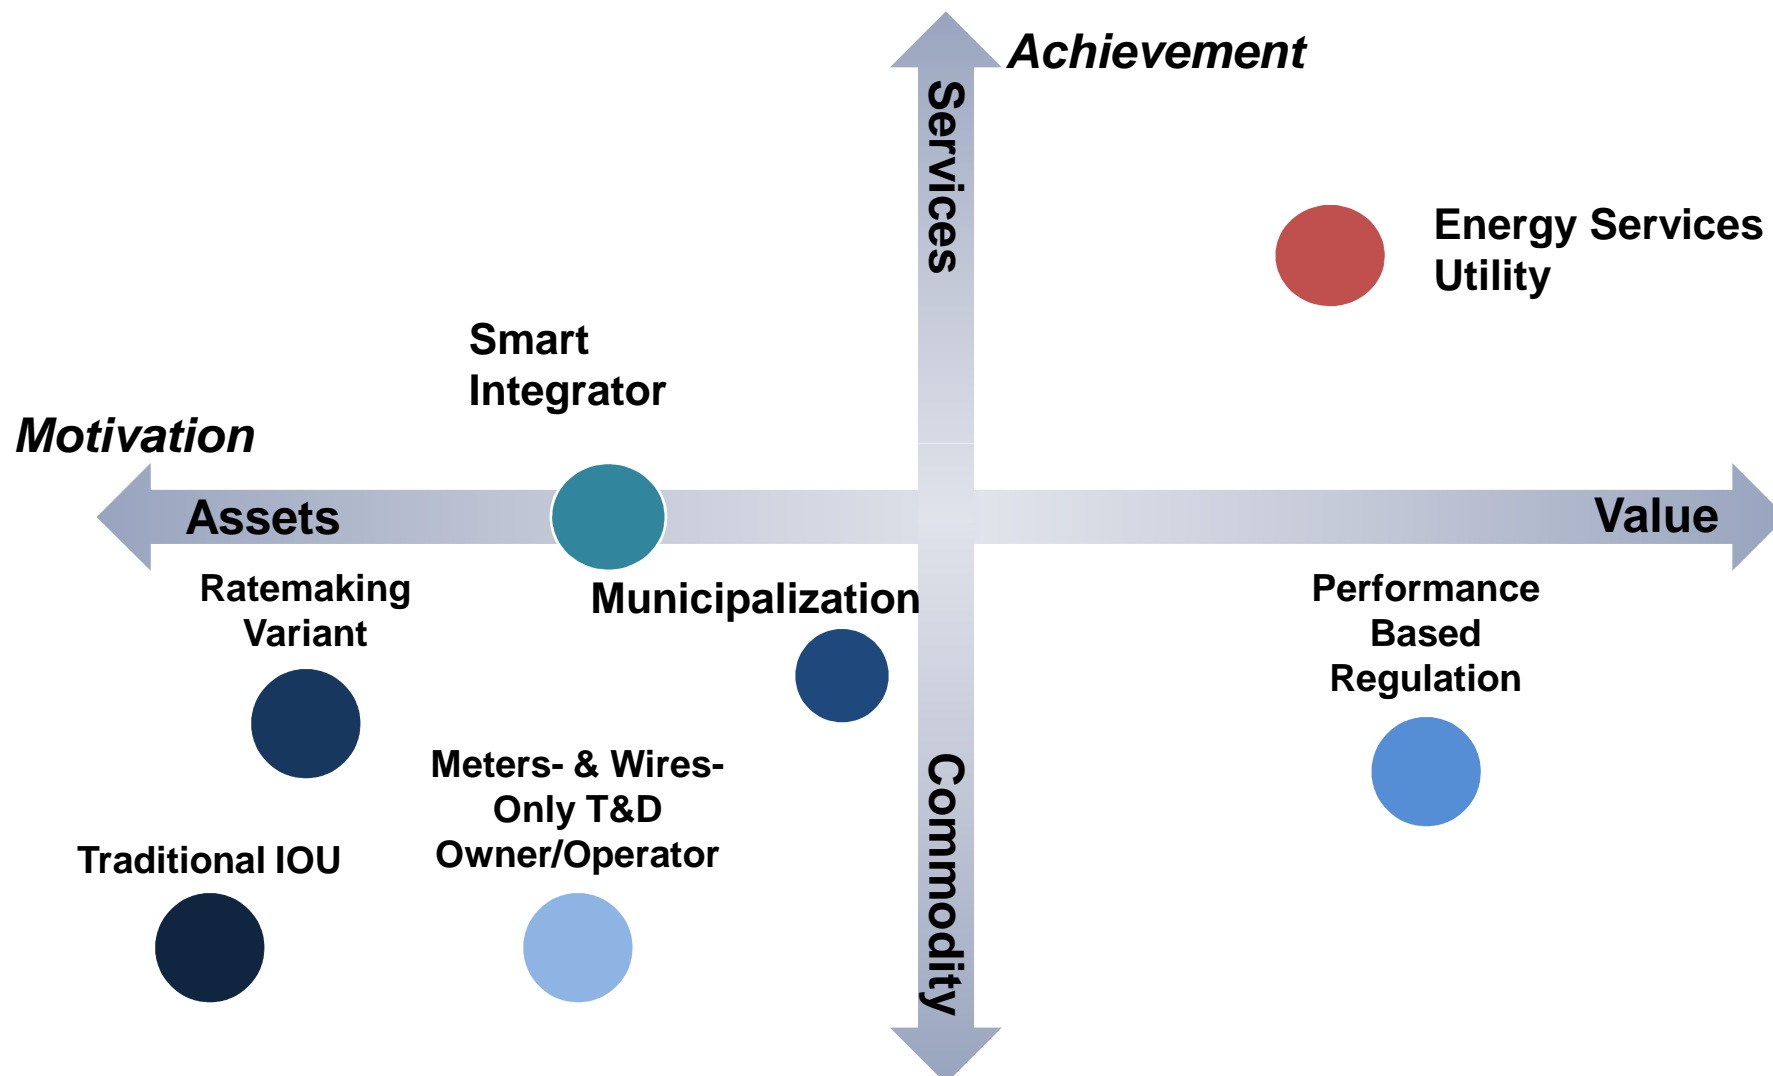 Achievement
Services
Energy Services
Utility
Smart
Integrator
Motivation
Assets
Value
Ratemaking
Variant
Municipalization
Performance
Based
Regulation
Meters- & Wires-
Only T&D
Owner/Operator
Commodity
Traditional IOU